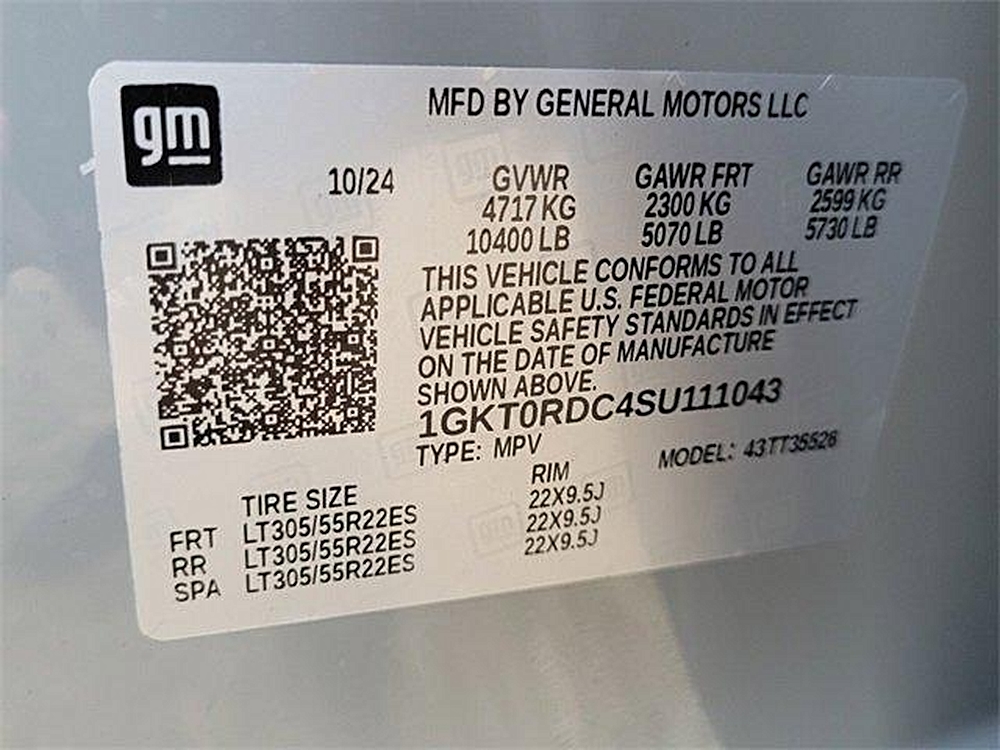 gm
MFD BY GENERAL MOTORS LLC
10/24 GVWR GAWR FRT GAWR RR
4717 KG 2300 KG 2599 KG
10400 LB 5070 LB 5730 LB
THIS VEHICLE CONFORMS TO ALL
APPLICABLE U.S. FEDERAL MOTOR
VEHICLE SAFETY STANDARDS IN EFFECT
ON THE DATE OF MANUFACTURE
SHOWN ABOVE.
1GKT0RDC4SU111043
TYPE: MPV MODEL: 43TT35526
TIRE SIZE RIM
FRT LT305/55R22ES 22X9.5J
RR LT305/55R22ES 22X9.5J
SPA LT305/55R22ES 22X9.5J